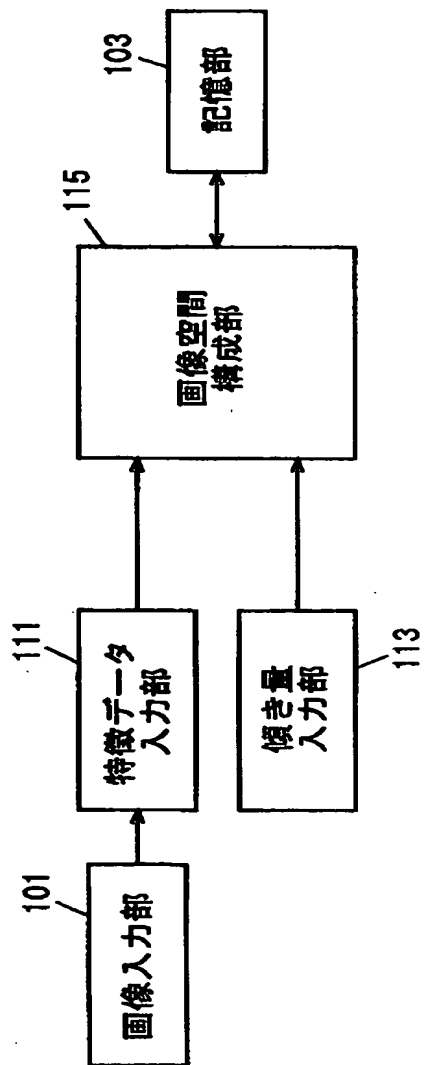 101
画像入力部
111
特徴データ
入力部
傾き量
入力部
113
115
画像空間
構成部
103
記憶部